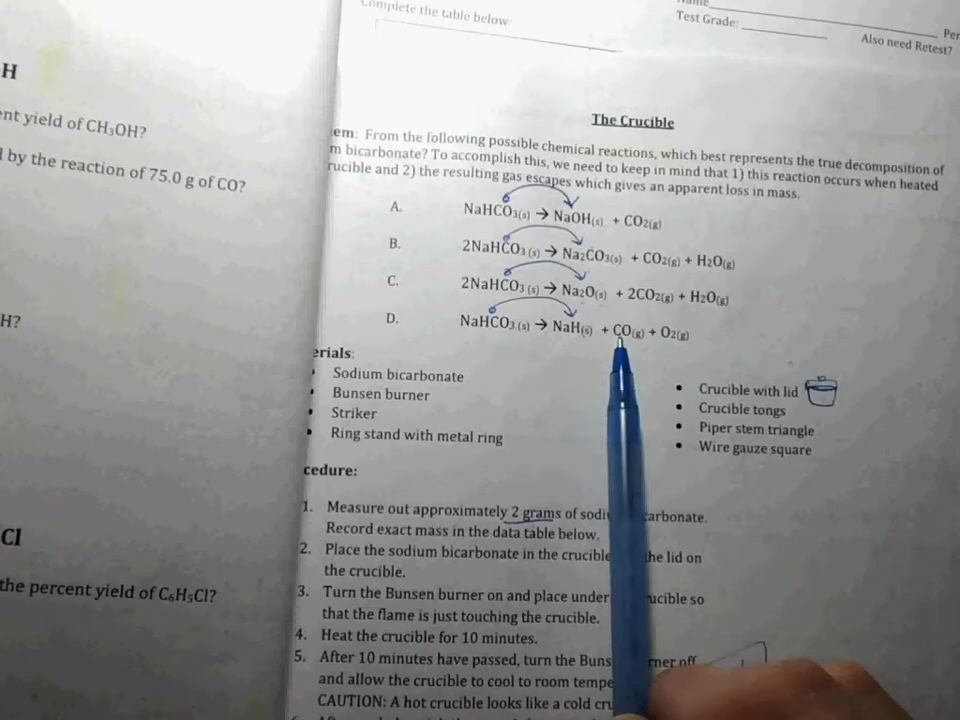 Complete the table below:
Name
Per
Test Grade:
Also need Retest?
H
ent yield of CH₃OH?
by the reaction of 75.0 g of CO?
H?
Cl
the percent yield of C₆H₅Cl?
The Crucible
em: From the following possible chemical reactions, which best represents the true decomposition of
m bicarbonate? To accomplish this, we need to keep in mind that 1) this reaction occurs when heated
rucible and 2) the resulting gas escapes which gives an apparent loss in mass.
A. NaHCO₃(s) → NaOH(s) + CO₂(g)
B. 2NaHCO₃ (s) → Na₂CO₃(s) + CO₂(g) + H₂O(g)
C. 2NaHCO₃ (s) → Na₂O(s) + 2CO₂(g) + H₂O(g)
D. NaHCO₃ (s) → NaH(s) + CO(g) + O₂(g)
erials:
• Sodium bicarbonate
• Bunsen burner
• Striker
• Ring stand with metal ring
• Crucible with lid
• Crucible tongs
• Piper stem triangle
• Wire gauze square
cedure:
1. Measure out approximately 2 grams of sodi carbonate.
Record exact mass in the data table below.
2. Place the sodium bicarbonate in the crucible the lid on
the crucible.
3. Turn the Bunsen burner on and place under ucible so
that the flame is just touching the crucible.
4. Heat the crucible for 10 minutes.
5. After 10 minutes have passed, turn the Buns rner off
and allow the crucible to cool to room tempe
CAUTION: A hot crucible looks like a cold cru